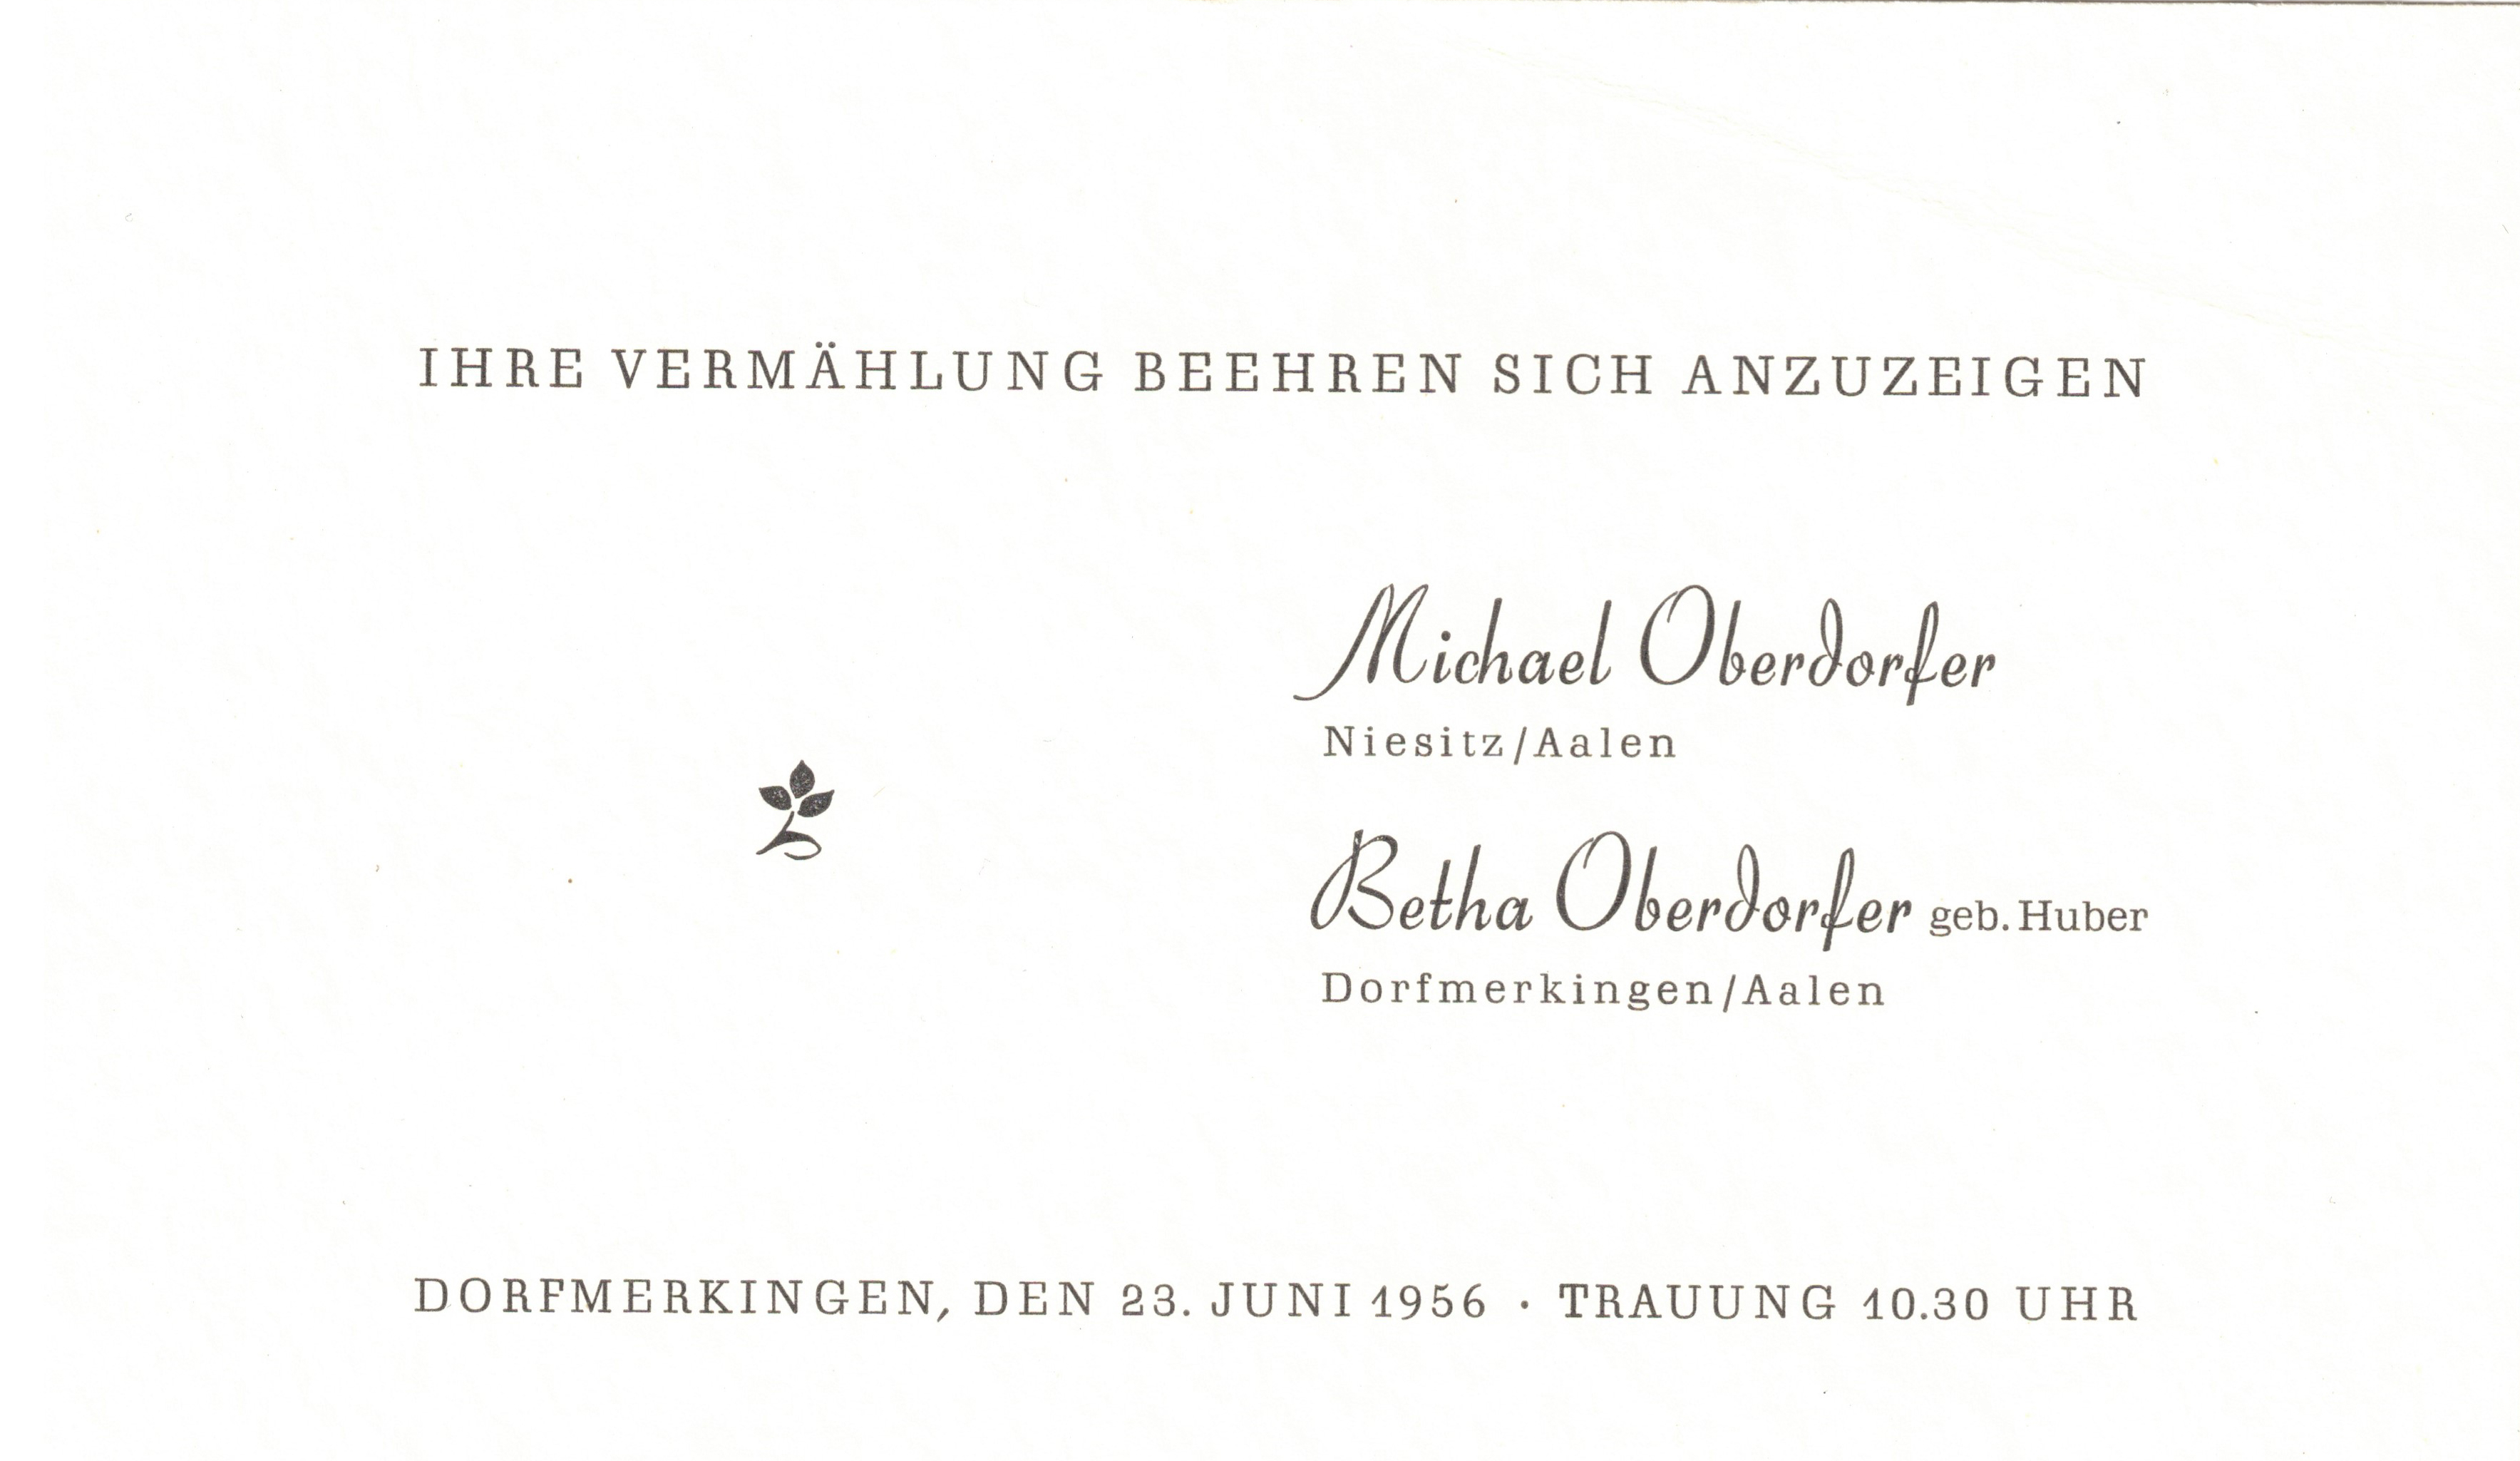 IHRE VERMÄHLUNG BEEHREN SICH ANZUZEIGEN
Michael Oberdorfer
Niesitz/Aalen
Betha Oberdorfer geb. Huber
Dorfmerkingen/Aalen
DORFMERKINGEN, DEN 23. JUNI 1956 · TRAUUNG 10.30 UHR